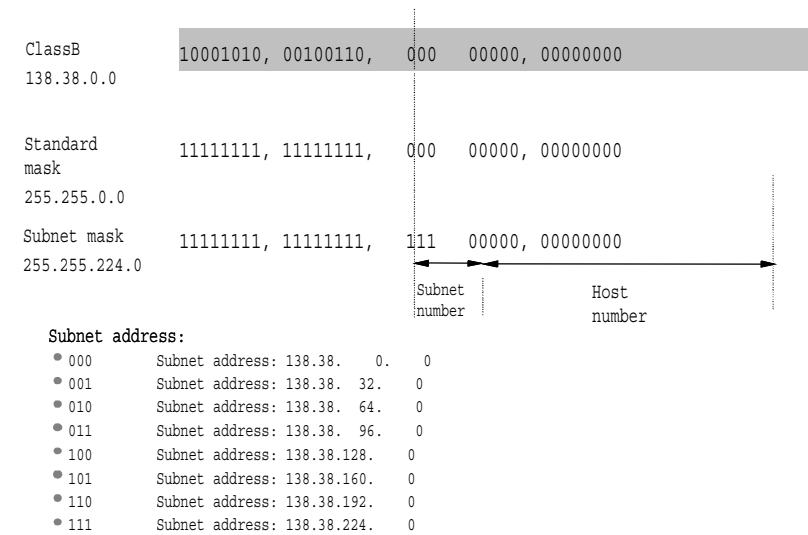 ClassB 10001010, 00100110, 000 00000, 00000000
138.38.0.0
Standard mask 11111111, 11111111, 000 00000, 00000000
255.255.0.0
Subnet mask 11111111, 11111111, 111 00000, 00000000
255.255.224.0
Subnet number
Host number
Subnet address:
000 Subnet address: 138.38. 0. 0
001 Subnet address: 138.38. 32. 0
010 Subnet address: 138.38. 64. 0
011 Subnet address: 138.38. 96. 0
100 Subnet address: 138.38.128. 0
101 Subnet address: 138.38.160. 0
110 Subnet address: 138.38.192. 0
111 Subnet address: 138.38.224. 0